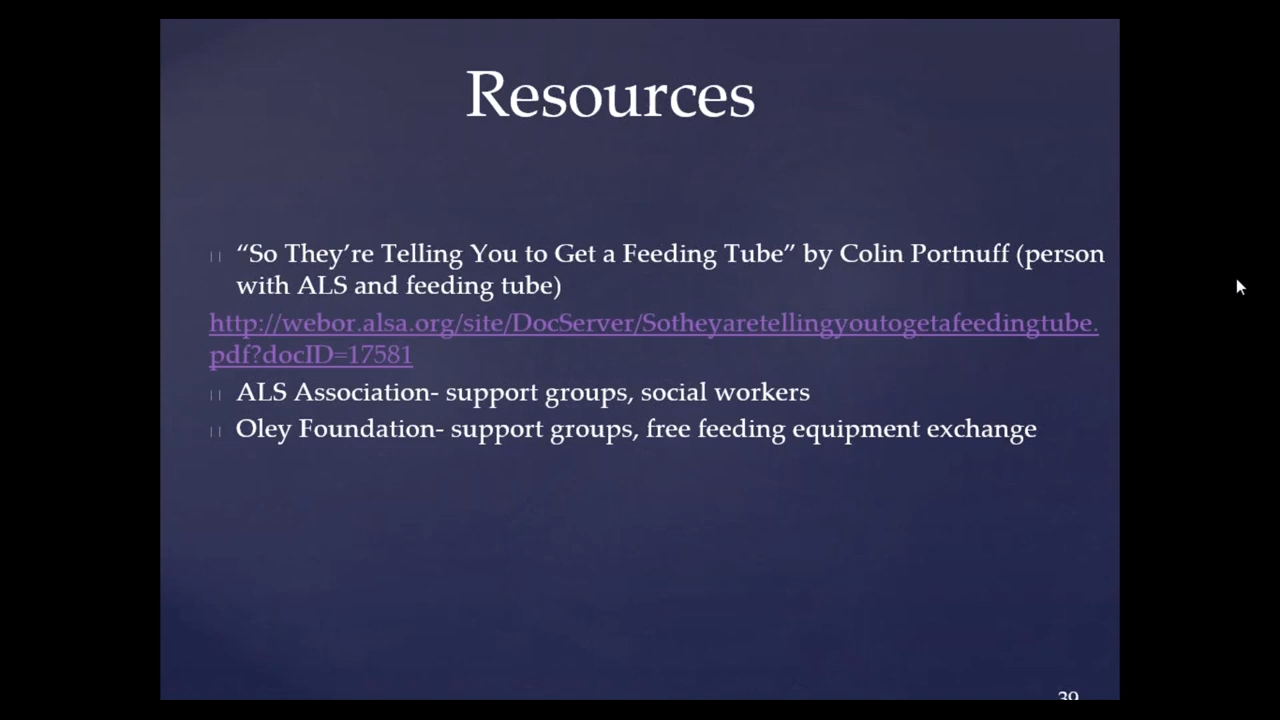 Resources
“So They’re Telling You to Get a Feeding Tube” by Colin Portnuff (person
with ALS and feeding tube)
http://webor.alsa.org/site/DocServer/Sotheyaretellingyoutogetafeedingtube.
pdf?docID=17581
ALS Association- support groups, social workers
Oley Foundation- support groups, free feeding equipment exchange
39